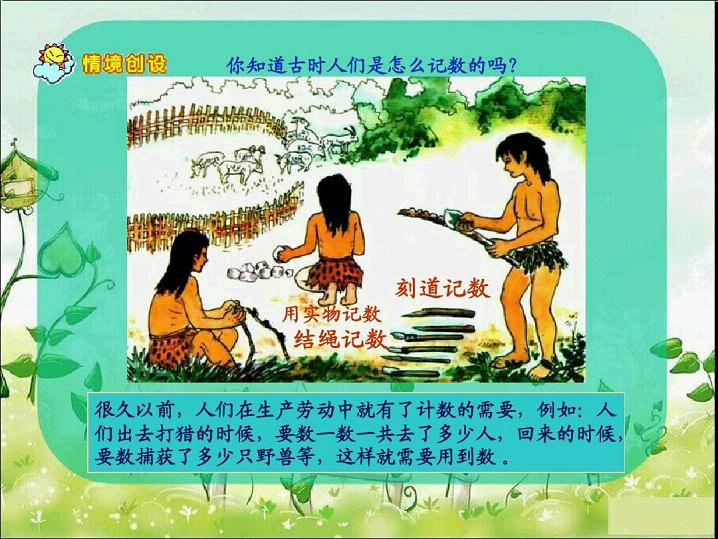 情境创设
你知道古时人们是怎么记数的吗？
刻道记数
用实物记数
结绳记数
很久以前，人们在生产劳动中就有了计数的需要，例如：人
们出去打猎的时候，要数一数一共去了多少人，回来的时候，
要数捕获了多少只野兽等，这样就需要用到数 。